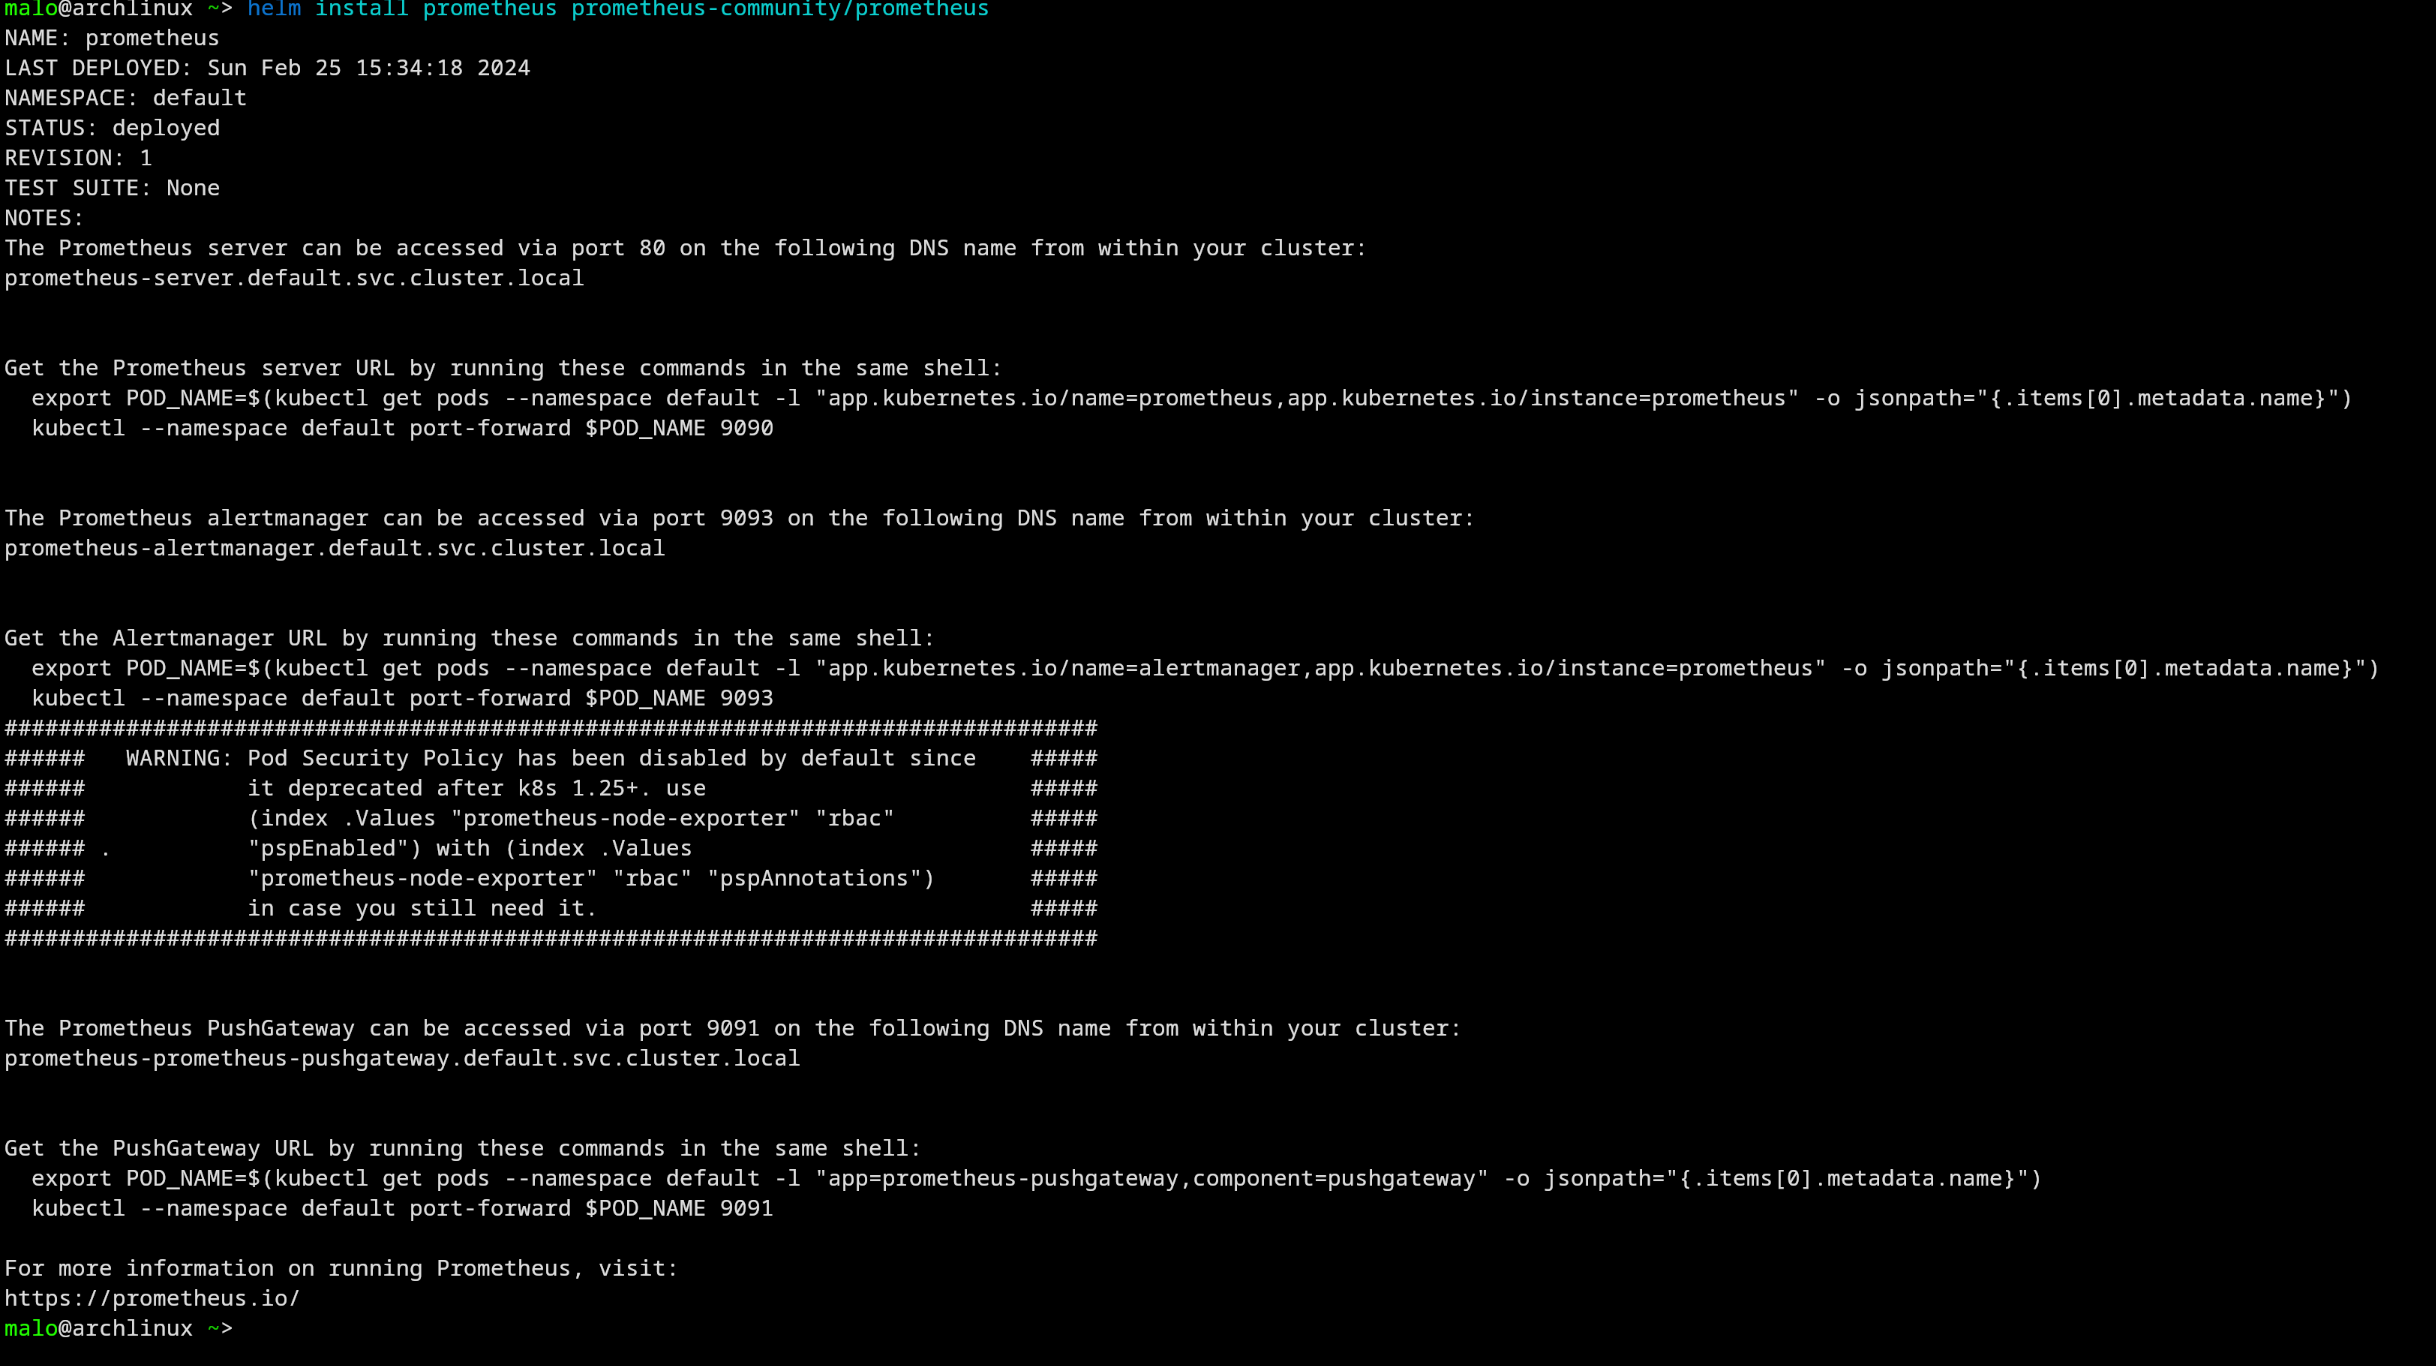 malo@archlinux ~> helm install prometheus prometheus-community/prometheus
NAME: prometheus
LAST DEPLOYED: Sun Feb 25 15:34:18 2024
NAMESPACE: default
STATUS: deployed
REVISION: 1
TEST SUITE: None
NOTES:
The Prometheus server can be accessed via port 80 on the following DNS name from within your cluster:
prometheus-server.default.svc.cluster.local
Get the Prometheus server URL by running these commands in the same shell:
  export POD_NAME=$(kubectl get pods --namespace default -l "app.kubernetes.io/name=prometheus,app.kubernetes.io/instance=prometheus" -o jsonpath="{.items[0].metadata.name}")
  kubectl --namespace default port-forward $POD_NAME 9090
The Prometheus alertmanager can be accessed via port 9093 on the following DNS name from within your cluster:
prometheus-alertmanager.default.svc.cluster.local
Get the Alertmanager URL by running these commands in the same shell:
  export POD_NAME=$(kubectl get pods --namespace default -l "app.kubernetes.io/name=alertmanager,app.kubernetes.io/instance=prometheus" -o jsonpath="{.items[0].metadata.name}")
  kubectl --namespace default port-forward $POD_NAME 9093
#################################################################################
######   WARNING: Pod Security Policy has been disabled by default since    #####
######            it deprecated after k8s 1.25+. use                        #####
######            (index .Values "prometheus-node-exporter" "rbac"          #####
###### .          "pspEnabled") with (index .Values                         #####
######            "prometheus-node-exporter" "rbac" "pspAnnotations")       #####
######            in case you still need it.                                #####
#################################################################################
The Prometheus PushGateway can be accessed via port 9091 on the following DNS name from within your cluster:
prometheus-prometheus-pushgateway.default.svc.cluster.local
Get the PushGateway URL by running these commands in the same shell:
  export POD_NAME=$(kubectl get pods --namespace default -l "app=prometheus-pushgateway,component=pushgateway" -o jsonpath="{.items[0].metadata.name}")
  kubectl --namespace default port-forward $POD_NAME 9091
For more information on running Prometheus, visit:
https://prometheus.io/
malo@archlinux ~>